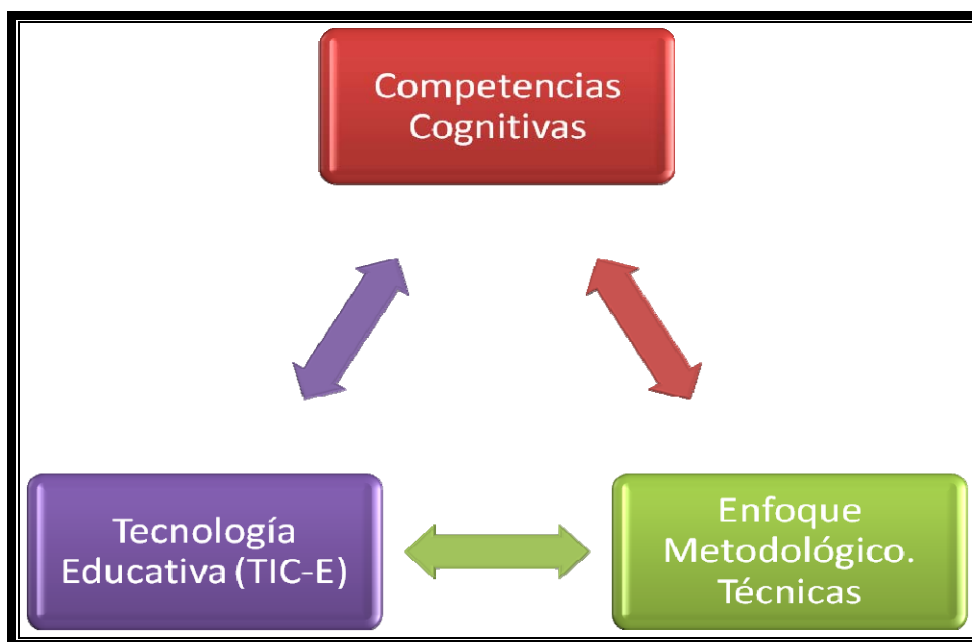 Competencias
Cognitivas
Tecnología
Educativa (TIC-E)
Enfoque
Metodológico.
Técnicas